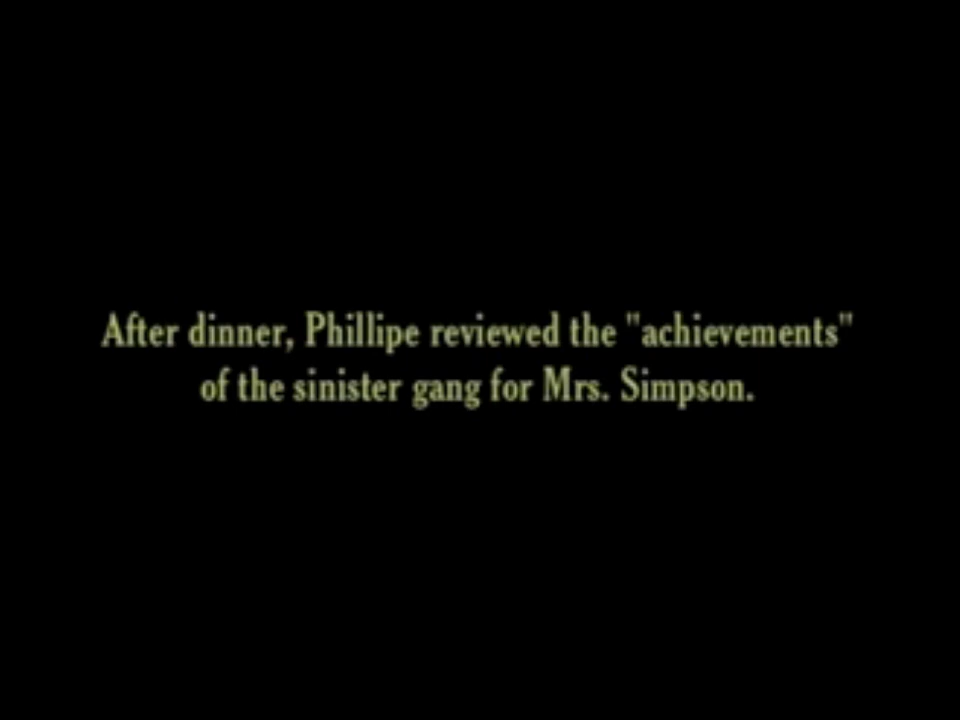 After dinner, Phillipe reviewed the "achievements"
of the sinister gang for Mrs. Simpson.